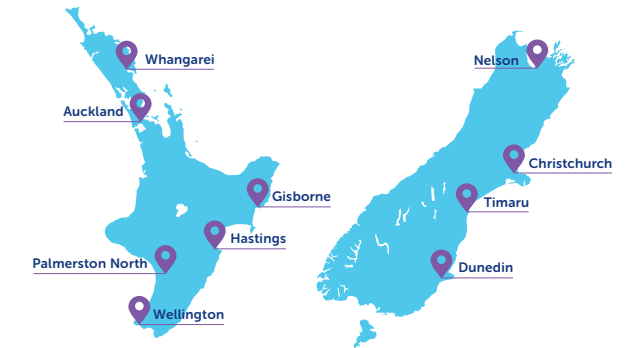 Whangarei
Auckland
Gisborne
Hastings
Palmerston North
Wellington
Nelson
Christchurch
Timaru
Dunedin